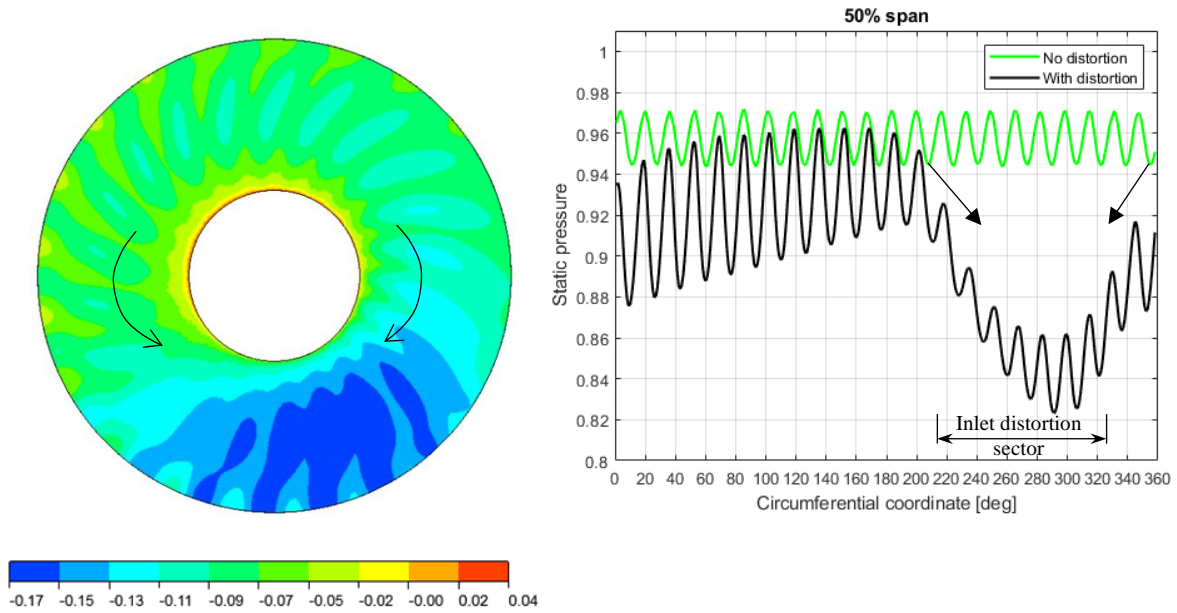 50% span
No distortion
With distortion
Static pressure
1
0.98
0.96
0.94
0.92
0.9
0.88
0.86
0.84
0.82
0.8
Inlet distortion
sector
0 20 40 60 80 100 120 140 160 180 200 220 240 260 280 300 320 340 360
Circumferential coordinate [deg]
-0.17 -0.15 -0.13 -0.11 -0.09 -0.07 -0.05 -0.02 -0.00 0.02 0.04